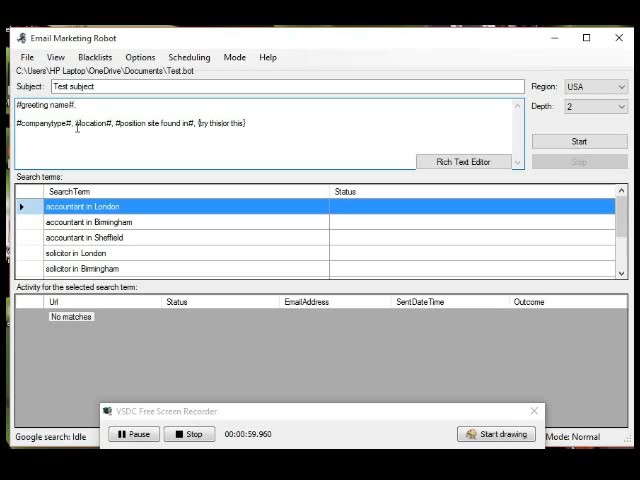 Email Marketing Robot
File View Blacklists Options Scheduling Mode Help
C:\Users\HP Laptop\OneDrive\Documents\Test.bot
Subject: Test subject Region: USA
#greeting name#,
Depth: 2
#companytype#, #location#, #position site found in#, {try this|or this}
Start
Rich Text Editor Stop
Search terms:
SearchTerm Status
accountant in London
accountant in Birmingham
accountant in Sheffield
solicitor in London
solicitor in Birmingham
Activity for the selected search term:
Url Status EmailAddress SentDateTime Outcome
No matches
VSDC Free Screen Recorder
Pause Stop 00:00:59.960 Start drawing
Google search: Idle Mode: Normal